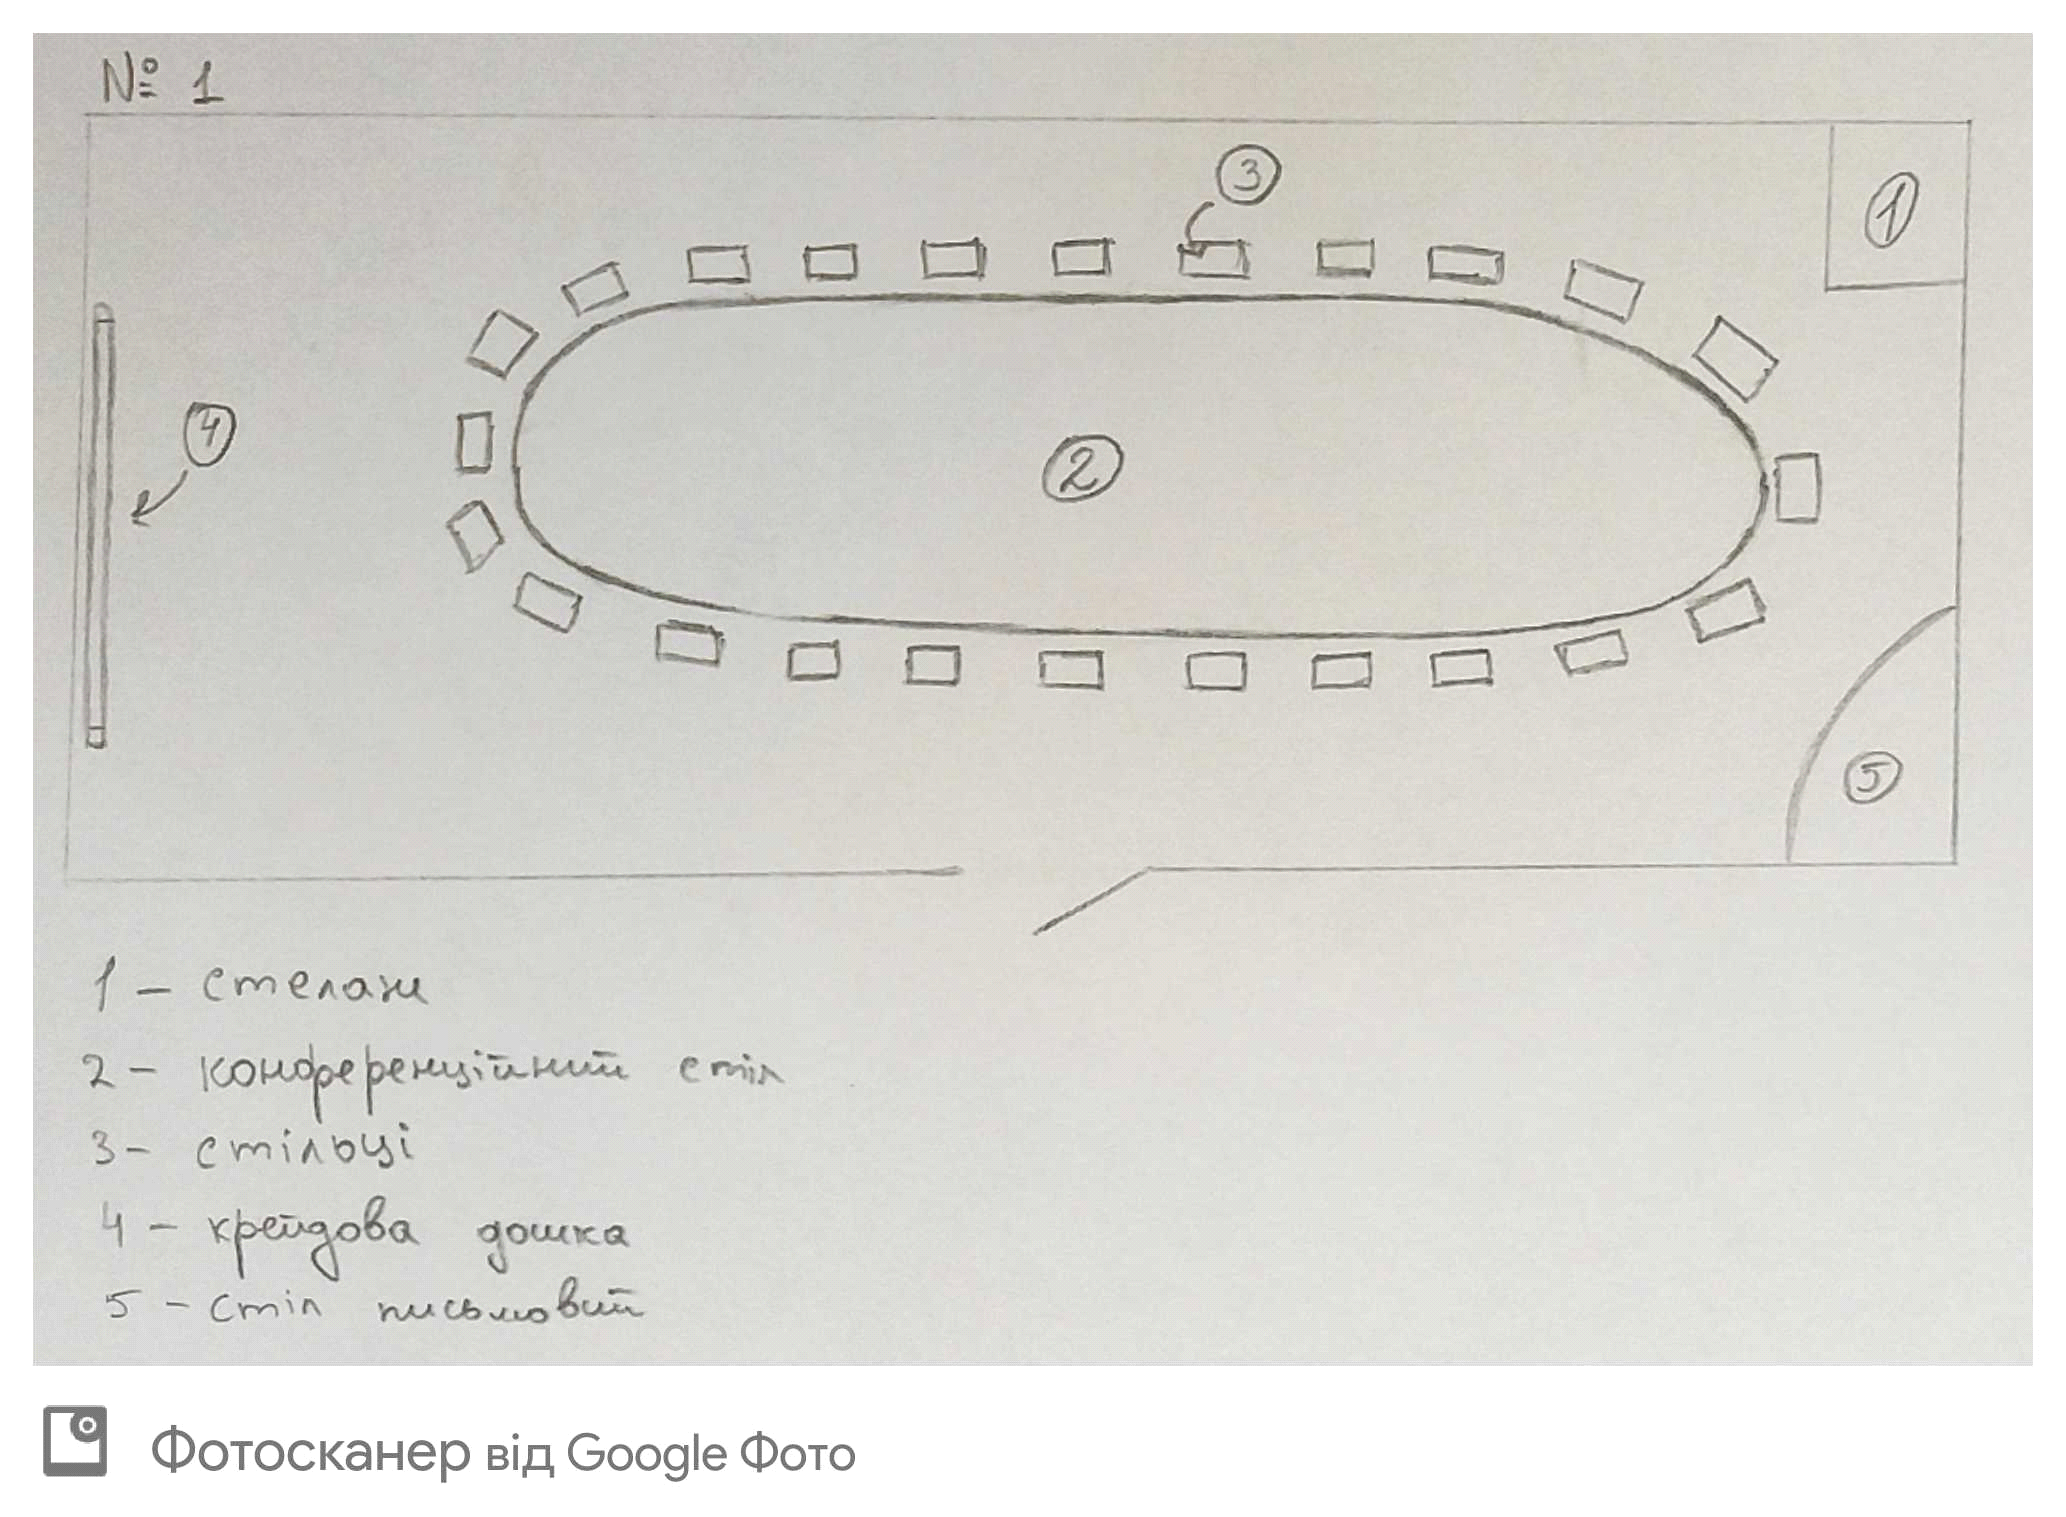 № 1
3
1
4
2
5
1 - стелаж
2 - конференційний стіл
3 - стільці
4 - крейдова дошка
5 - стіл письмовий
Фотосканер від Google Фото